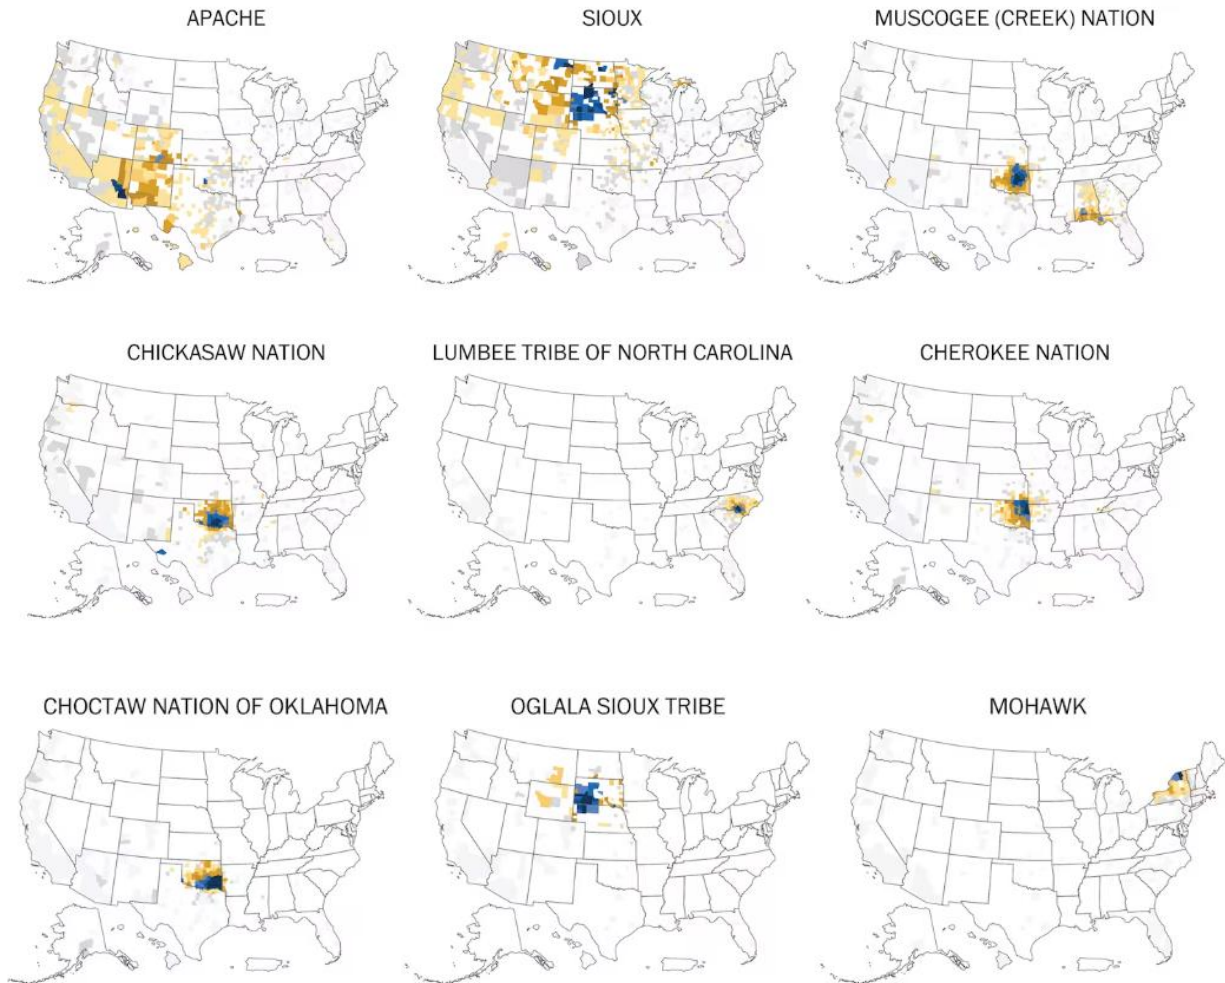 APACHE
SIOUX
MUSCOGEE (CREEK) NATION
CHICKASAW NATION
LUMBEE TRIBE OF NORTH CAROLINA
CHEROKEE NATION
CHOCTAW NATION OF OKLAHOMA
OGLALA SIOUX TRIBE
MOHAWK